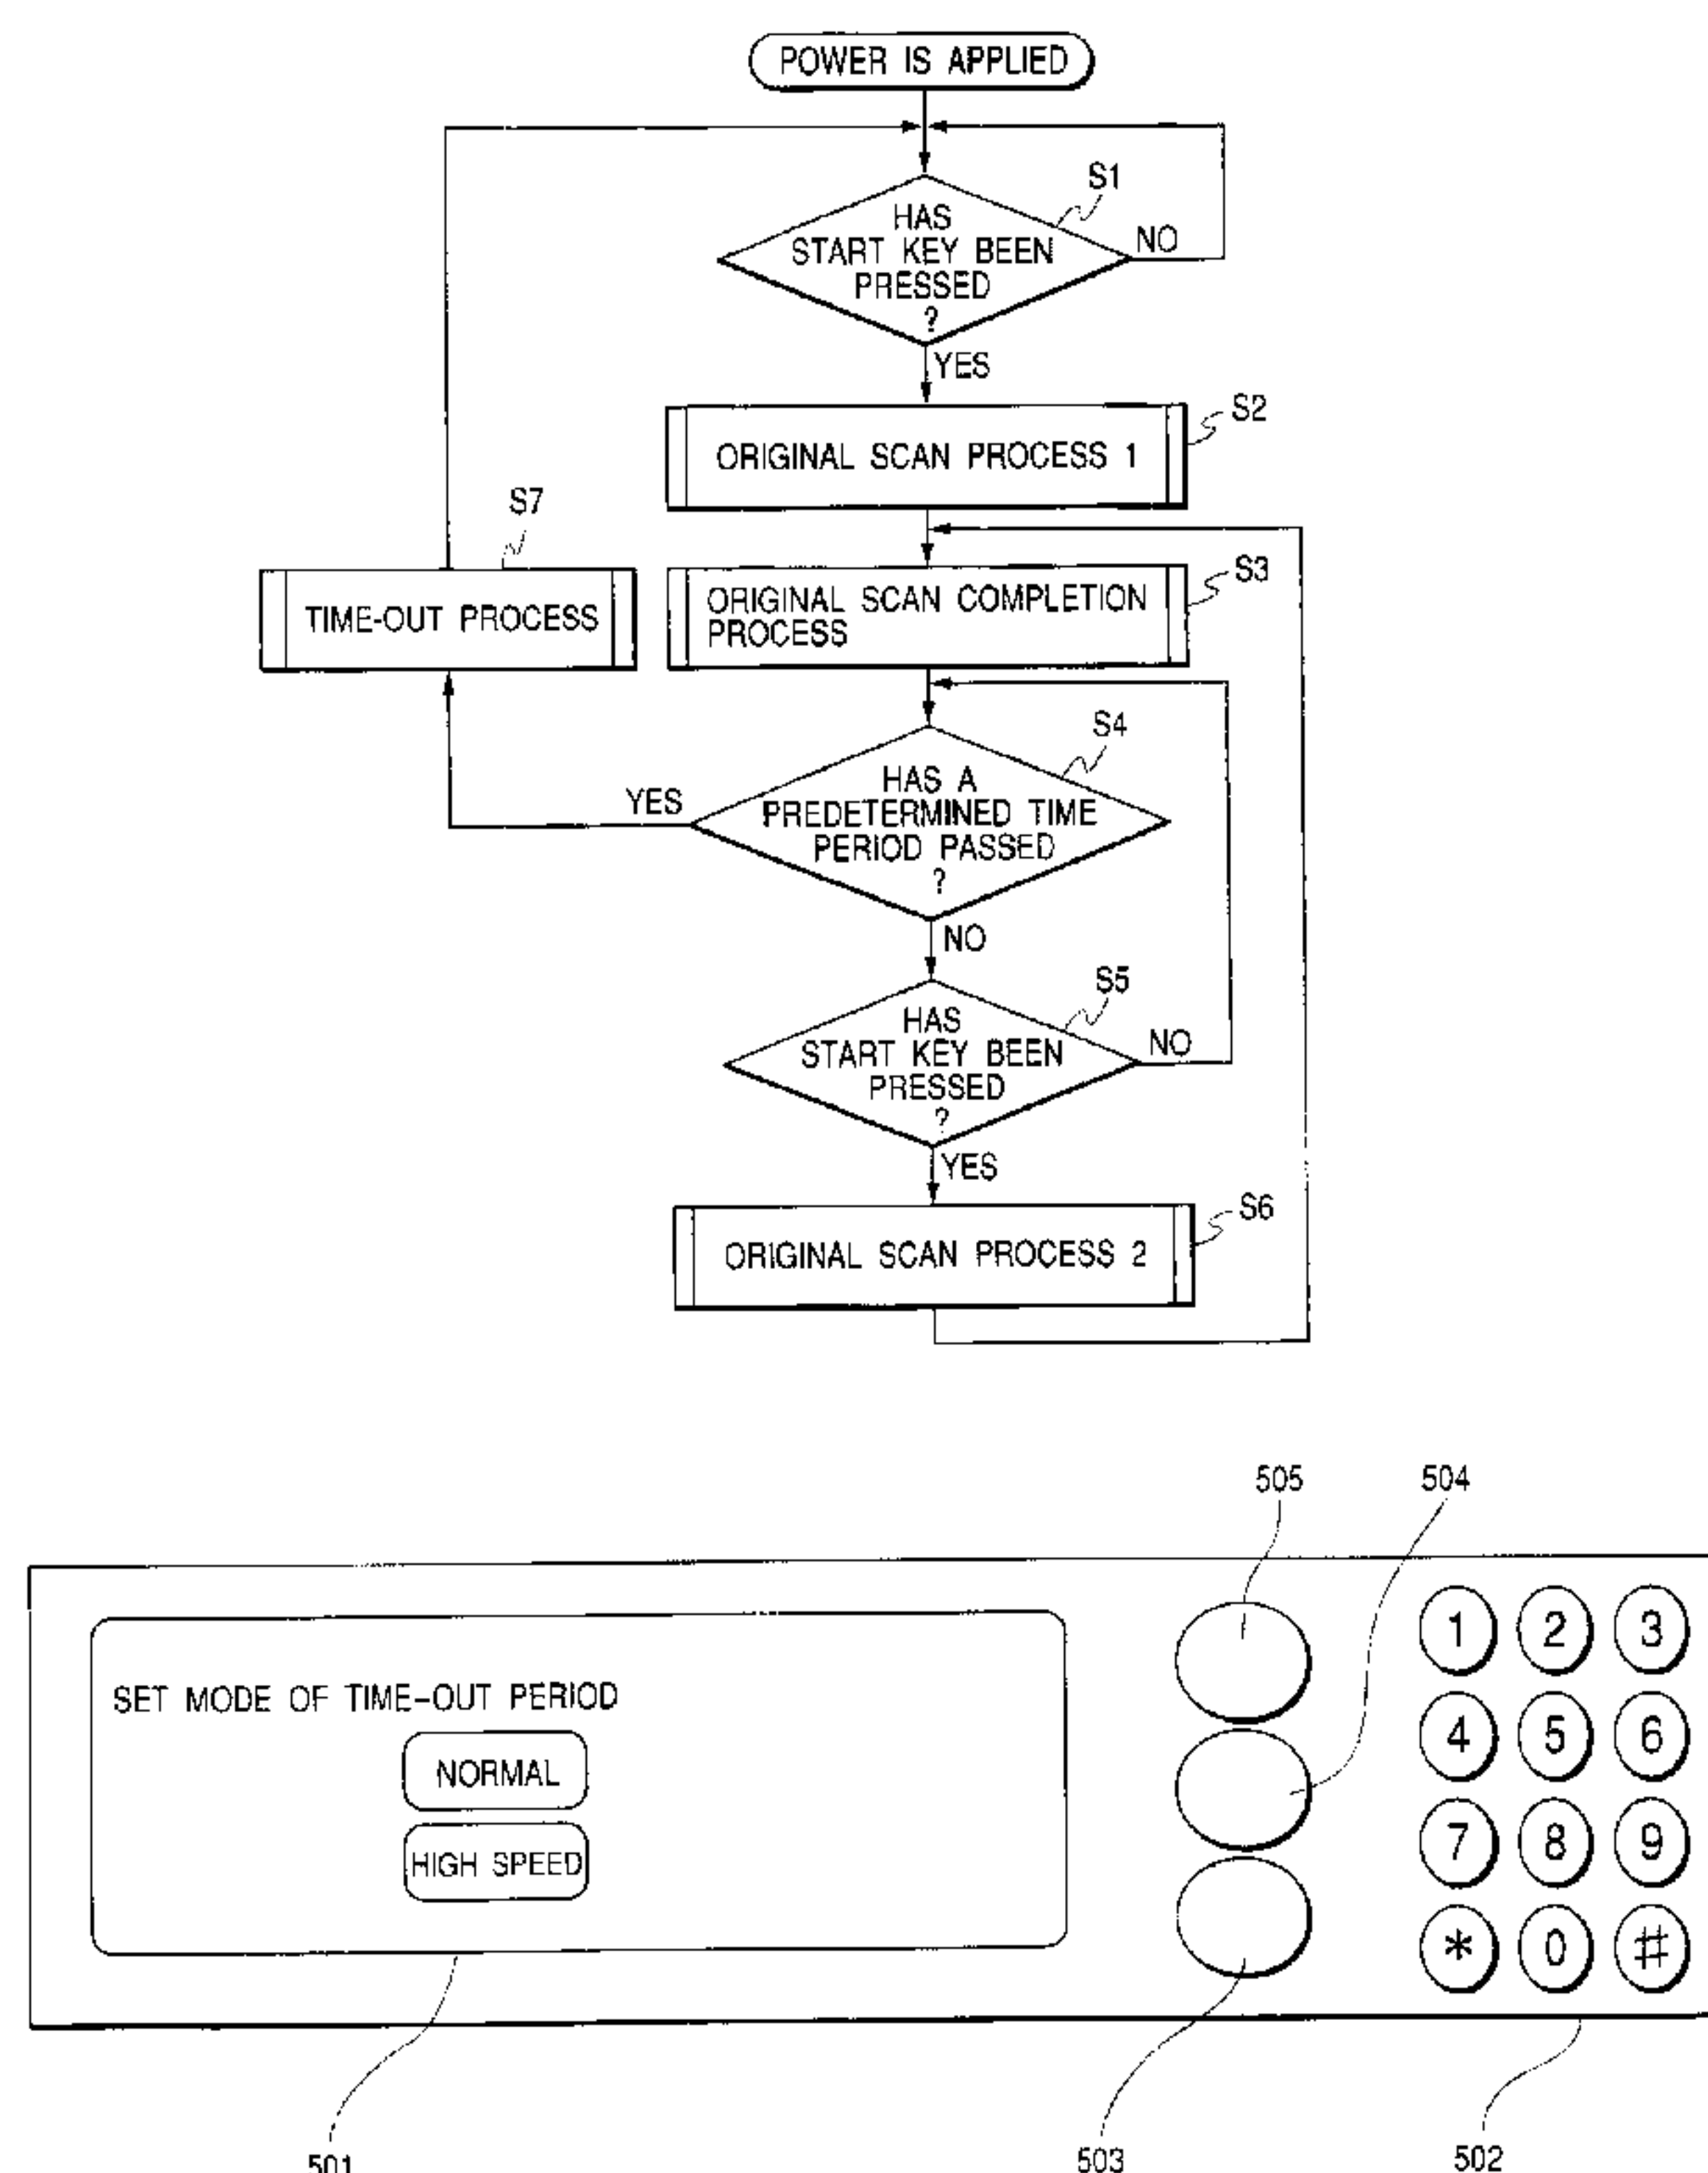 POWER IS APPLIED
S1
HAS
START KEY BEEN
PRESSED
?
NO
YES
S2
ORIGINAL SCAN PROCESS 1
S7
TIME-OUT PROCESS
S3
ORIGINAL SCAN COMPLETION
PROCESS
S4
HAS A
PREDETERMINED TIME
PERIOD PASSED
?
YES
NO
S5
HAS
START KEY BEEN
PRESSED
?
NO
YES
S6
ORIGINAL SCAN PROCESS 2
505
504
SET MODE OF TIME-OUT PERIOD
NORMAL
HIGH SPEED
1 2 3
4 5 6
7 8 9
* 0 #
501
503
502